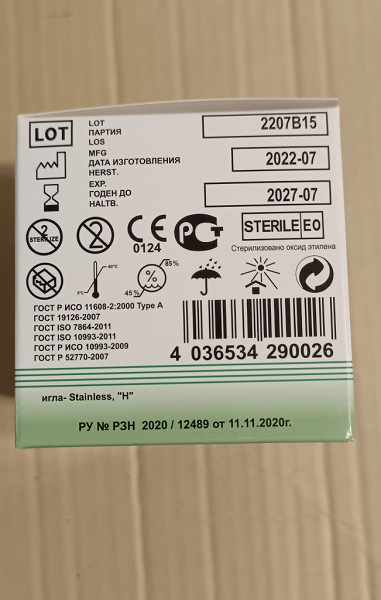 LOT
LOT
ПАРТИЯ
LOS
2207B15
MFG
ДАТА ИЗГОТОВЛЕНИЯ
HERST.
2022-07
EXP.
ГОДЕН ДО
HALTB.
2027-07
2
STERILIZE
2
CE
0124
РСТ
STERILE EO
Стерилизовано оксид этилена
0°C
40°C
%
45%
85%
ГОСТ Р ИСО 11608-2:2000 Type A
ГОСТ 19126-2007
ГОСТ ISO 7864-2011
ГОСТ ISO 10993-2011
ГОСТ Р ИСО 10993-2009
ГОСТ Р 52770-2007
4 036534 290026
игла- Stainless, "H"
РУ № РЗН 2020 / 12489 от 11.11.2020г.